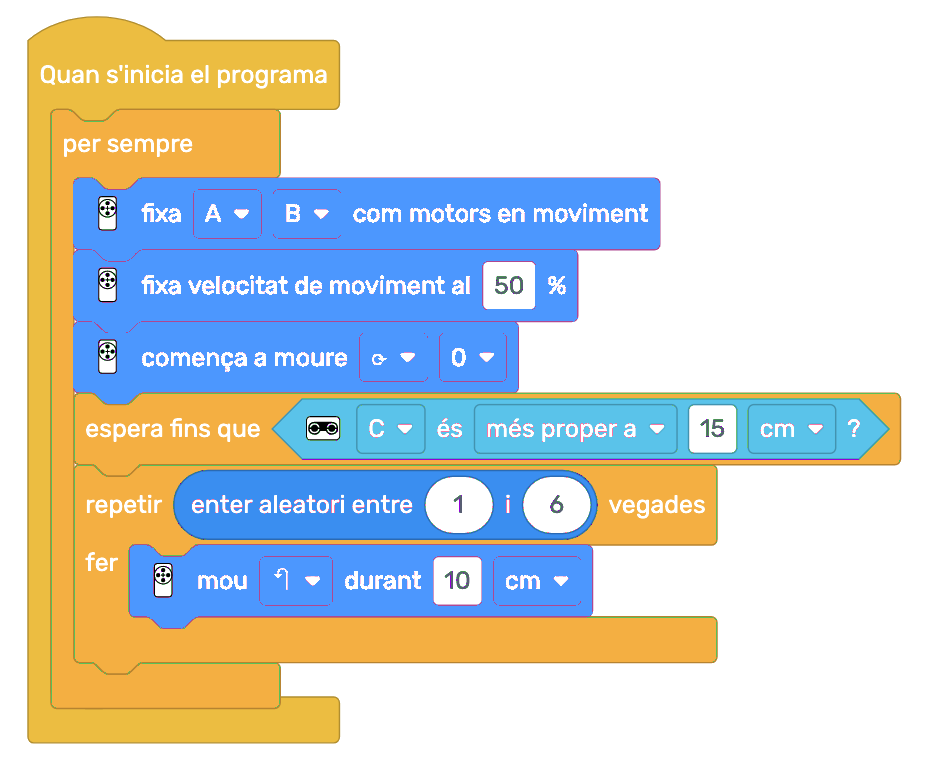 Quan s'inicia el programa
per sempre
fixa A B com motors en moviment
fixa velocitat de moviment al 50 %
comença a moure ⟳ 0
espera fins que C és més proper a 15 cm ?
repetir enter aleatori entre 1 i 6 vegades
fer mou durant 10 cm